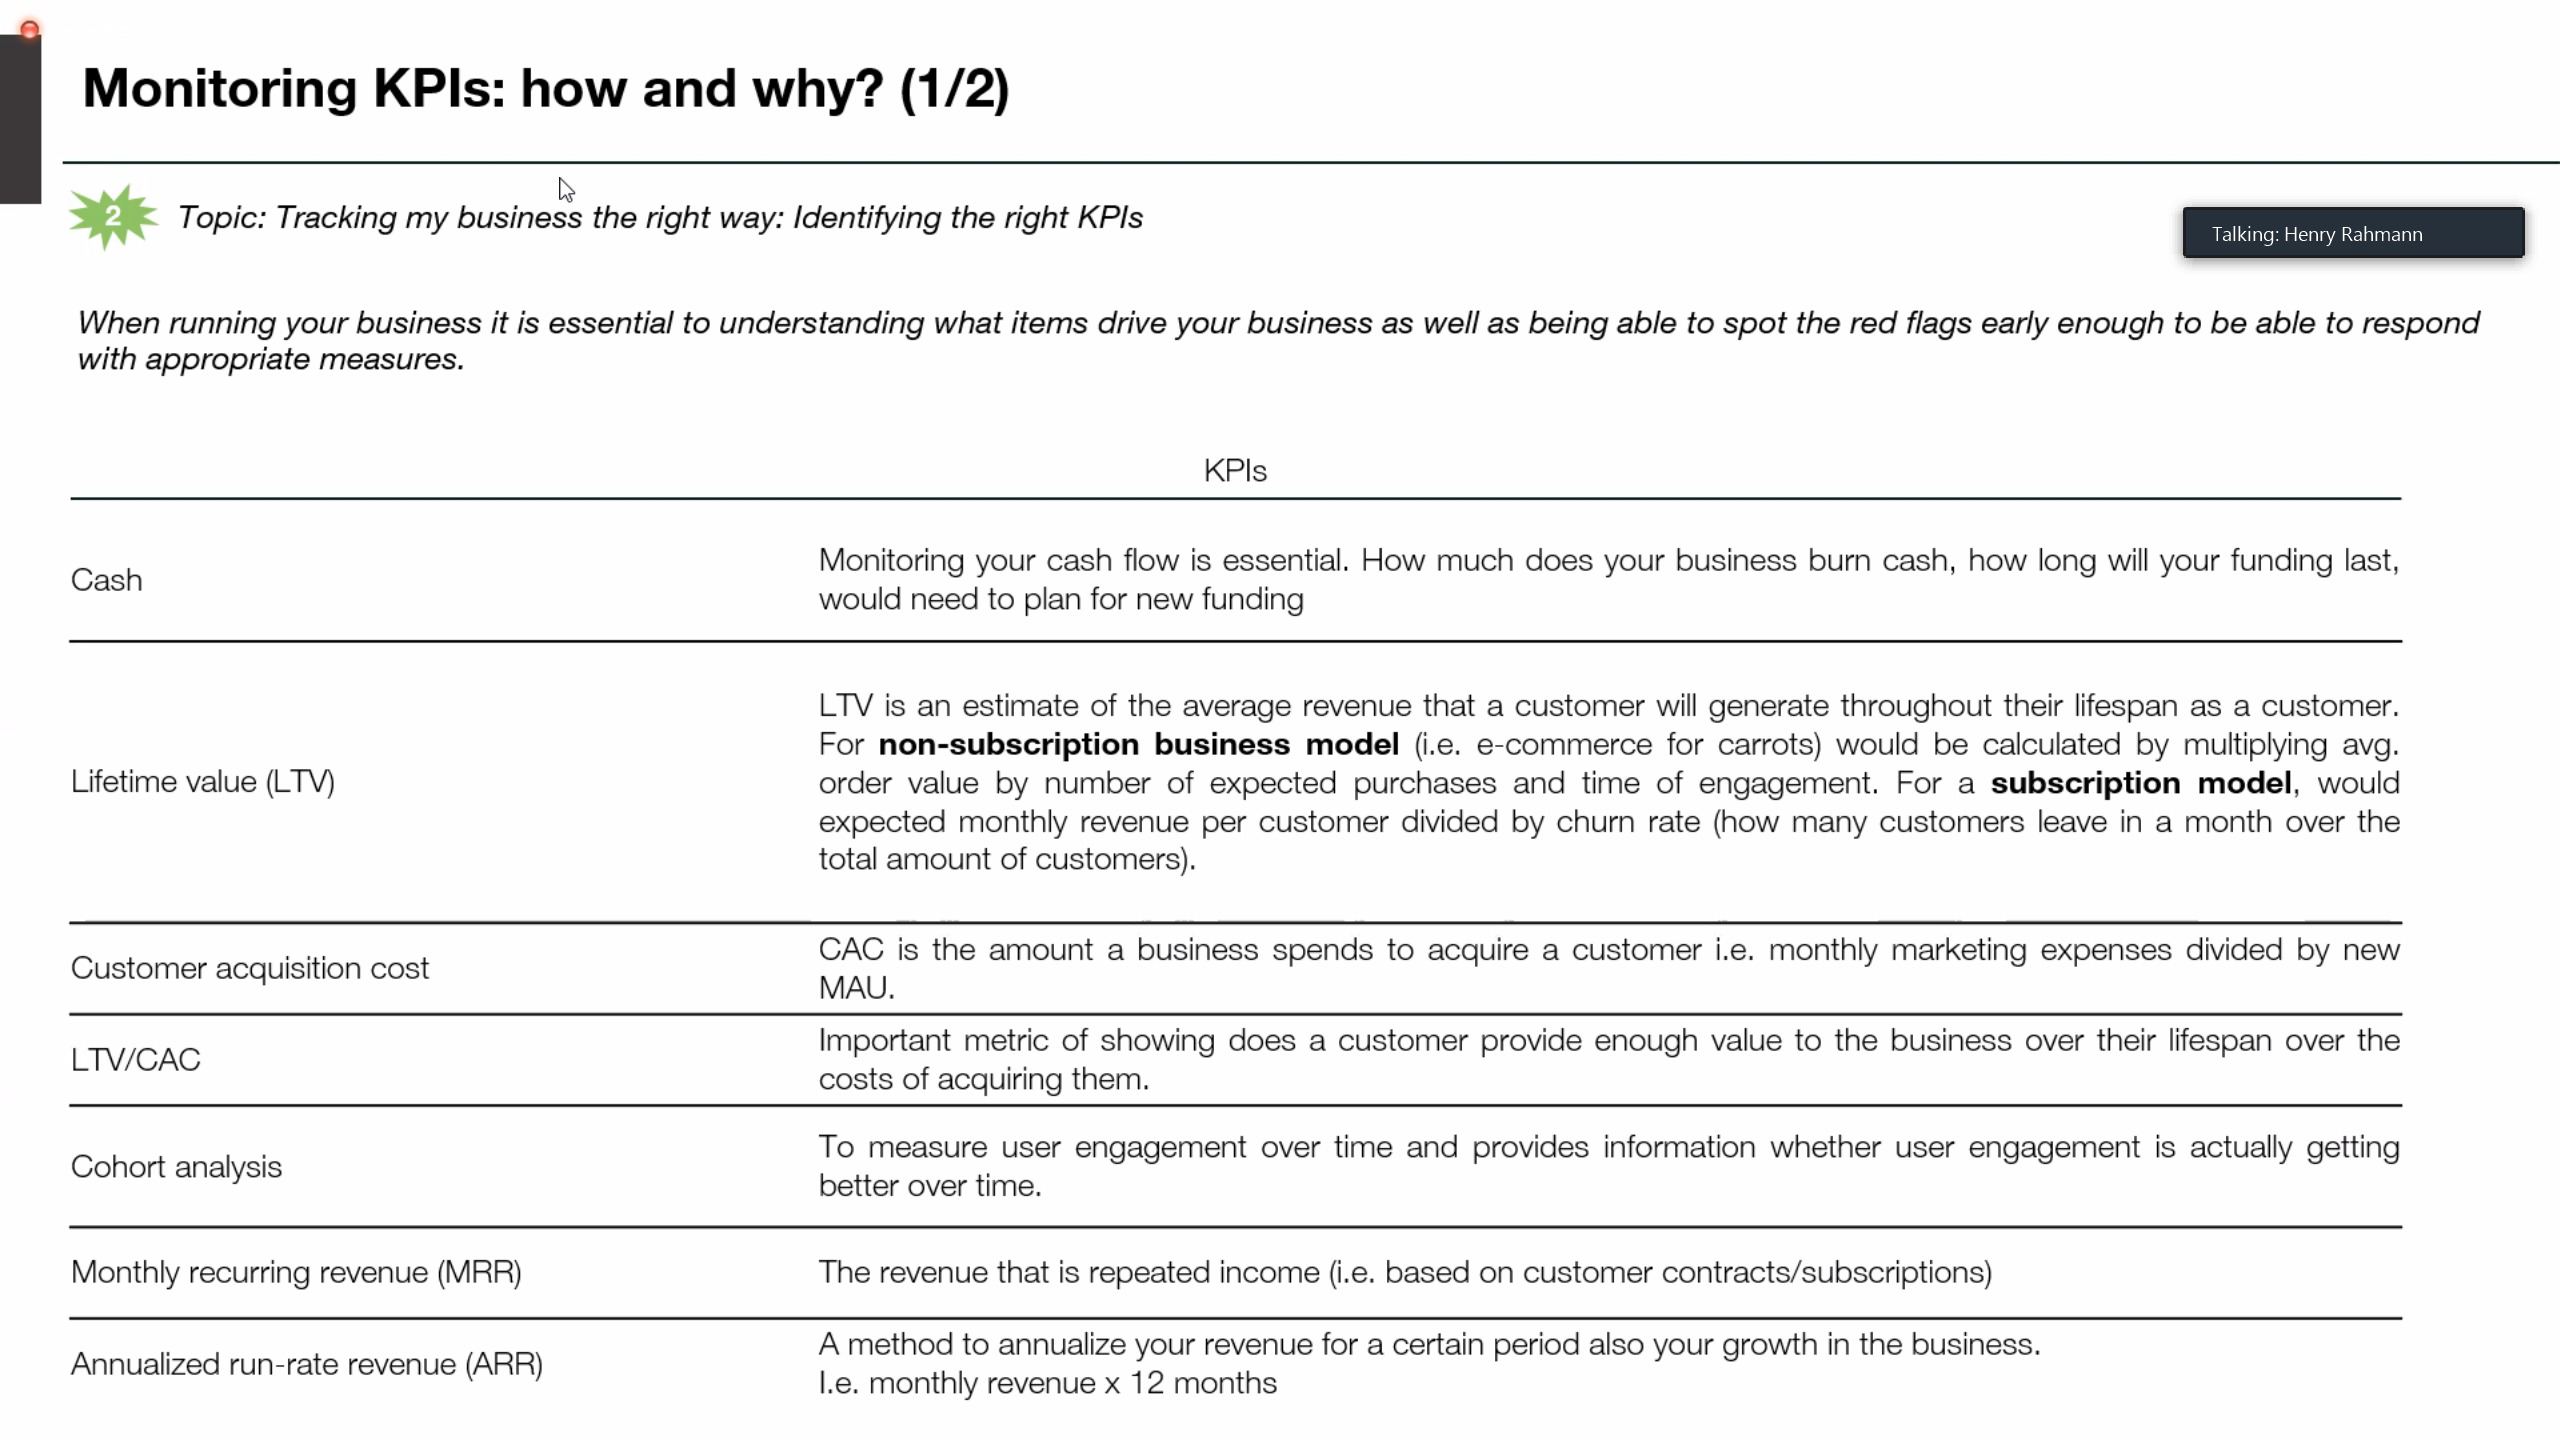 Monitoring KPIs: how and why? (1/2)
2
Topic: Tracking my business the right way: Identifying the right KPIs
Talking: Henry Rahmann
When running your business it is essential to understanding what items drive your business as well as being able to spot the red flags early enough to be able to respond
with appropriate measures.
KPIs
Cash
Monitoring your cash flow is essential. How much does your business burn cash, how long will your funding last,
would need to plan for new funding
Lifetime value (LTV)
LTV is an estimate of the average revenue that a customer will generate throughout their lifespan as a customer.
For non-subscription business model (i.e. e-commerce for carrots) would be calculated by multiplying avg.
order value by number of expected purchases and time of engagement. For a subscription model, would
expected monthly revenue per customer divided by churn rate (how many customers leave in a month over the
total amount of customers).
Customer acquisition cost
CAC is the amount a business spends to acquire a customer i.e. monthly marketing expenses divided by new
MAU.
LTV/CAC
Important metric of showing does a customer provide enough value to the business over their lifespan over the
costs of acquiring them.
Cohort analysis
To measure user engagement over time and provides information whether user engagement is actually getting
better over time.
Monthly recurring revenue (MRR)
The revenue that is repeated income (i.e. based on customer contracts/subscriptions)
Annualized run-rate revenue (ARR)
A method to annualize your revenue for a certain period also your growth in the business.
I.e. monthly revenue x 12 months